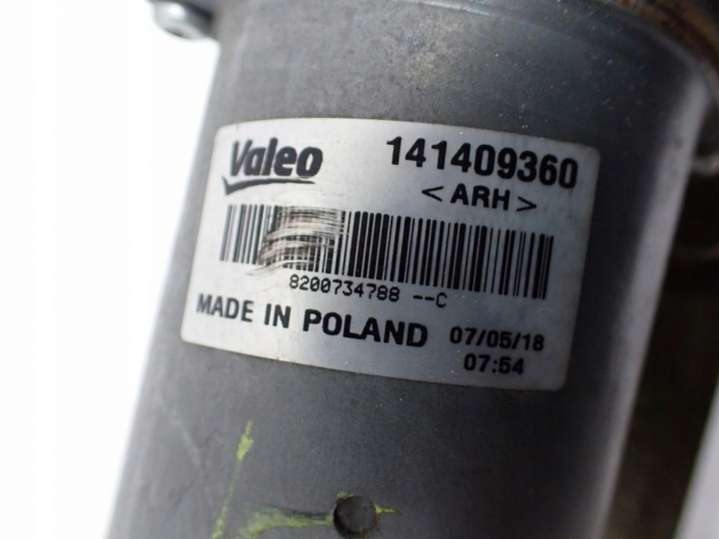 Valeo 141409360
<ARH>
8200734788 --C
MADE IN POLAND 07/05/18
07:54